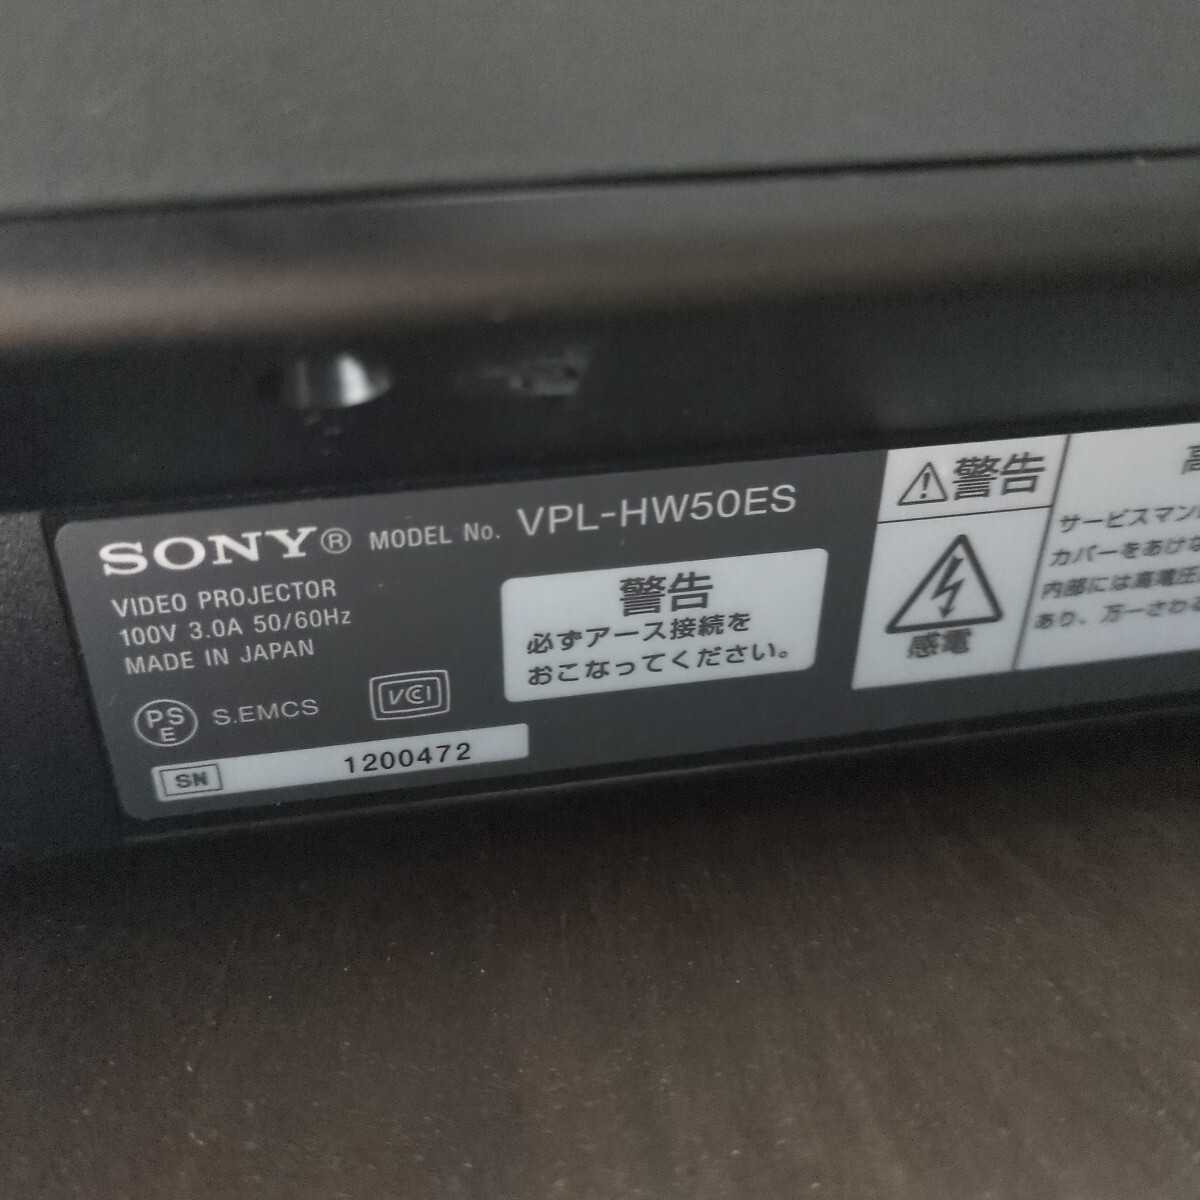 SONY® MODEL No. VPL-HW50ES
VIDEO PROJECTOR
100V 3.0A 50/60Hz
MADE IN JAPAN
PSE S.EMCS VCI
SN 1200472
警告
必ずアース接続を
おこなってください。
警告
感電
高
サービスマン
カバーをあけな
内部には高電圧
あり、万一さわ